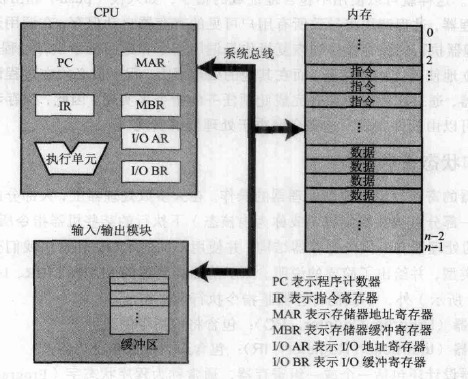 CPU
PC
MAR
IR
MBR
I/O AR
执行单元
I/O BR
系统总线
内存
0
1
2
⋮
指令
指令
指令
⋮
数据
数据
数据
数据
⋮
n-2
n-1
输入/输出模块
⋮
缓冲区
PC 表示程序计数器
IR 表示指令寄存器
MAR 表示存储器地址寄存器
MBR 表示存储器缓冲寄存器
I/O AR 表示 I/O 地址寄存器
I/O BR 表示 I/O 缓冲寄存器